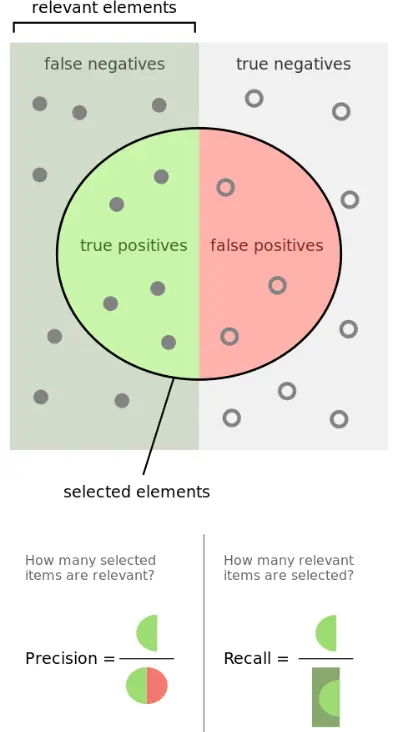 relevant elements
false negatives
true negatives
true positives
false positives
selected elements
How many selected
items are relevant?
How many relevant
items are selected?
Precision =
Recall =